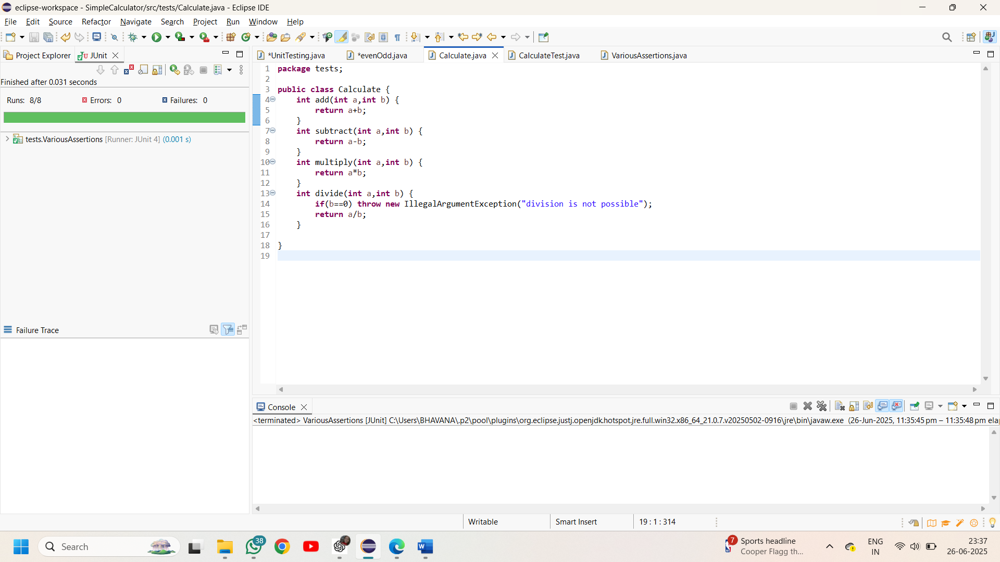 eclipse-workspace - SimpleCalculator/src/tests/Calculate.java - Eclipse IDE
File Edit Source Refactor Navigate Search Project Run Window Help
Project Explorer JUnit
Finished after 0.031 seconds
Runs: 8/8 Errors: 0 Failures: 0
tests.VariousAssertions [Runner: JUnit 4] (0.001 s)
Failure Trace
*UnitTesting.java *evenOdd.java Calculate.java CalculateTest.java VariousAssertions.java
1 package tests;
2
3 public class Calculate {
4 int add(int a,int b) {
5 return a+b;
6 }
7 int subtract(int a,int b) {
8 return a-b;
9 }
10 int multiply(int a,int b) {
11 return a*b;
12 }
13 int divide(int a,int b) {
14 if(b==0) throw new IllegalArgumentException("division is not possible");
15 return a/b;
16 }
17
18 }
19
Console
<terminated> VariousAssertions [JUnit] C:\Users\BHAVANA\.p2\pool\plugins\org.eclipse.justj.openjdk.hotspot.jre.full.win32.x86_64_21.0.7.v20250502-0916\jre\bin\javaw.exe (26-Jun-2025, 11:35:45 pm – 11:35:48 pm elap
Writable Smart Insert 19 : 1 : 314
Search
38
7
Sports headline
Cooper Flagg th...
ENG
IN
23:37
26-06-2025